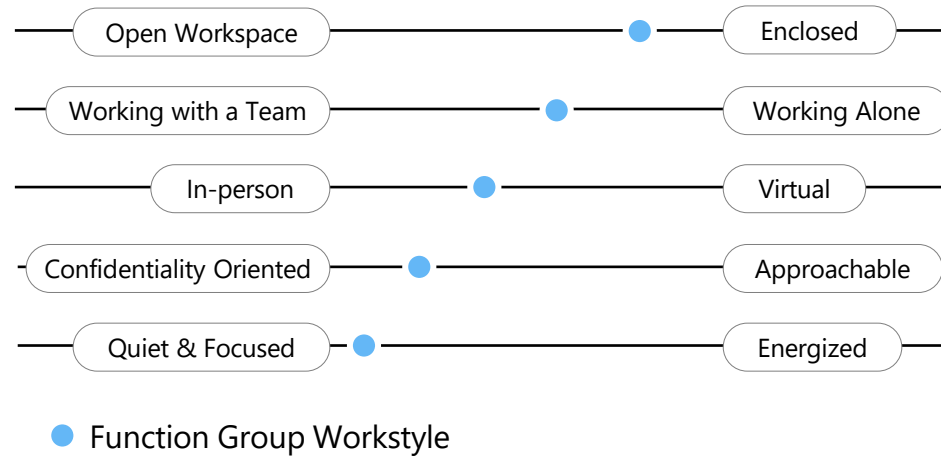 Open Workspace Enclosed
Working with a Team Working Alone
In-person Virtual
Confidentiality Oriented Approachable
Quiet & Focused Energized
Function Group Workstyle